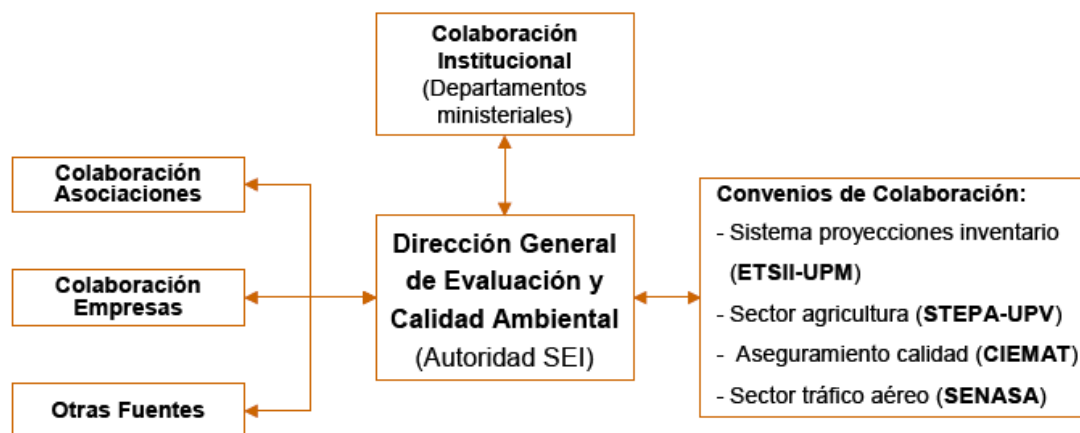 Colaboración
Institucional
(Departamentos
ministeriales)
Colaboración
Asociaciones
Colaboración
Empresas
Otras Fuentes
Dirección General
de Evaluación y
Calidad Ambiental
(Autoridad SEI)
Convenios de Colaboración:
- Sistema proyecciones inventario
(ETSII-UPM)
- Sector agricultura (STEPA-UPV)
- Aseguramiento calidad (CIEMAT)
- Sector tráfico aéreo (SENASA)